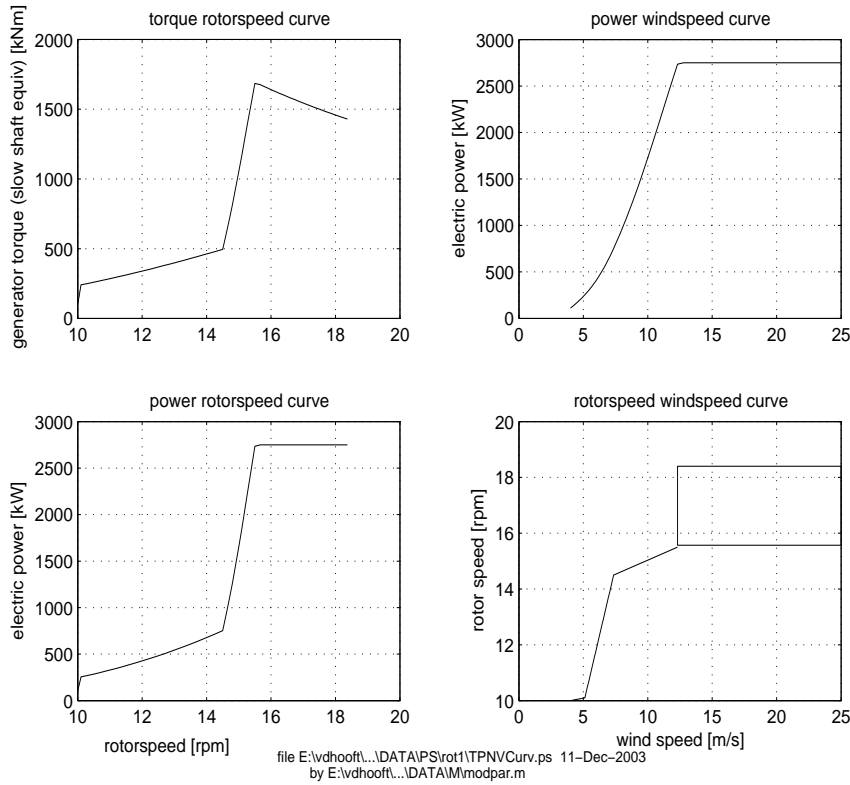 torque rotorspeed curve
generator torque (slow shaft equiv) [kNm]
2000
1500
1000
500
0
10 12 14 16 18 20
power windspeed curve
electric power [kW]
3000
2500
2000
1500
1000
500
0
0 5 10 15 20 25
power rotorspeed curve
electric power [kW]
3000
2500
2000
1500
1000
500
0
10 12 14 16 18 20
rotorspeed [rpm]
rotorspeed windspeed curve
rotor speed [rpm]
20
18
16
14
12
10
0 5 10 15 20 25
wind speed [m/s]
file E:\vdhooft\...\DATA\PS\rot1\TPNVCurv.ps 11−Dec−2003
by E:\vdhooft\...\DATA\M\modpar.m